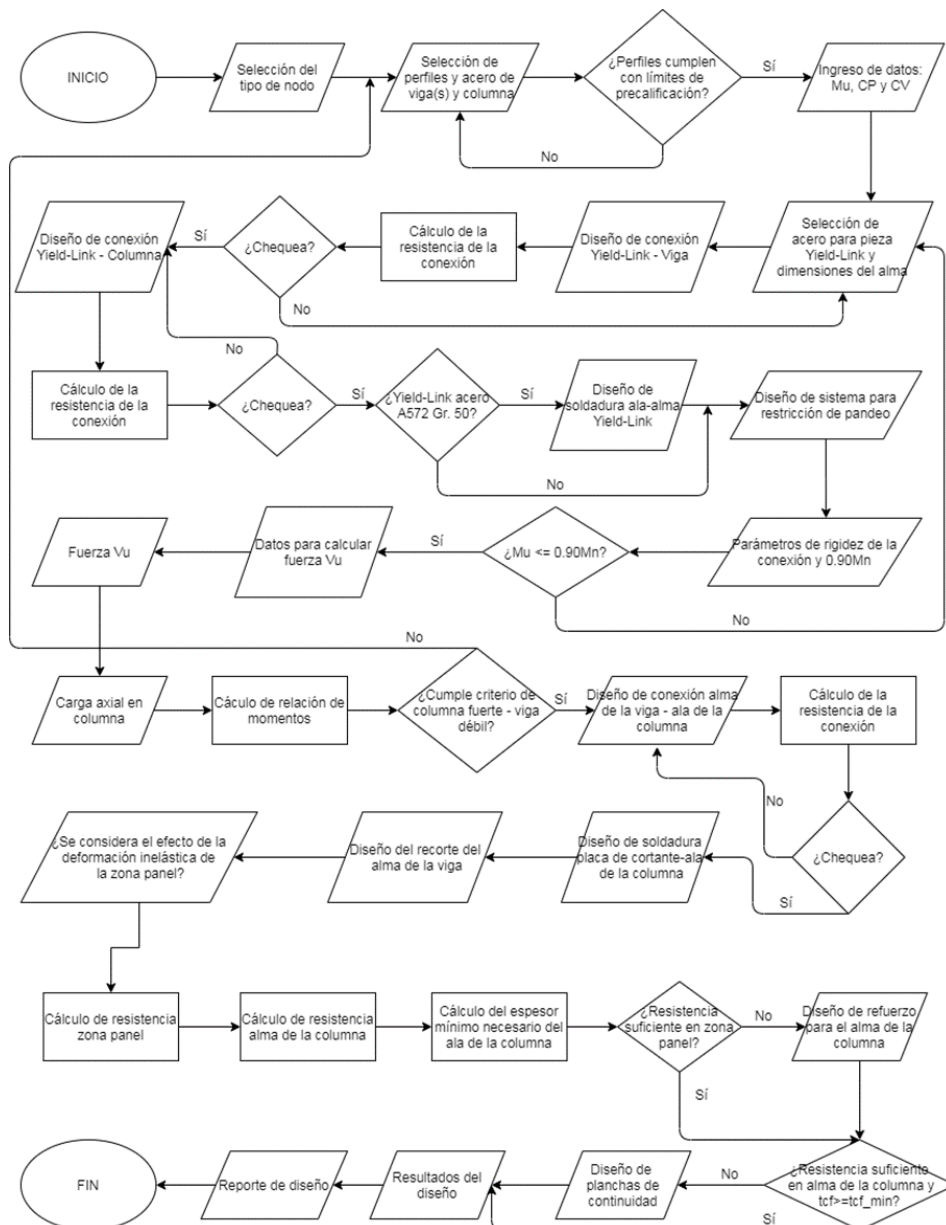 INICIO
Selección del
tipo de nodo
Selección de
perfiles y acero de
viga(s) y columna
¿Perfiles cumplen
con límites de
precalificación?
Sí
Ingreso de datos:
Mu, CP y CV
No
Diseño de conexión
Yield-Link - Columna
Sí
¿Chequea?
Cálculo de la
resistencia de la
conexión
Diseño de conexión
Yield-Link - Viga
Selección de
acero para pieza
Yield-Link y
dimensiones del alma
No
No
Cálculo de la
resistencia de la
conexión
¿Chequea?
Sí
¿Yield-Link acero
A572 Gr. 50?
Sí
Diseño de
soldadura ala-alma
Yield-Link
Diseño de sistema para
restricción de pandeo
No
Fuerza Vu
Datos para calcular
fuerza Vu
Sí
¿Mu <= 0.90Mn?
Parámetros de rigidez de la
conexión y 0.90Mn
No
No
Carga axial en
columna
Cáculo de relación de
momentos
¿Cumple criterio de
columna fuerte - viga
débil?
Sí
Diseño de conexión alma
de la viga - ala de la
columna
Cálculo de la
resistencia de la
conexión
No
¿Se considera el efecto de la
deformación inelástica de
la zona panel?
Diseño del recorte del
alma de la viga
Diseño de soldadura
placa de cortante-ala
de la columna
¿Chequea?
Sí
Cálculo de resistencia
zona panel
Cálculo de resistencia
alma de la columna
Cálculo del espesor
mínimo necesario del
ala de la columna
¿Resistencia
suficiente en zona
panel?
No
Diseño de refuerzo
para el alma de la
columna
Sí
FIN
Reporte de diseño
Resultados del
diseño
Diseño de
planchas de
continuidad
No
¿Resistencia suficiente
en alma de la columna y
tcf>=tcf_min?
Sí